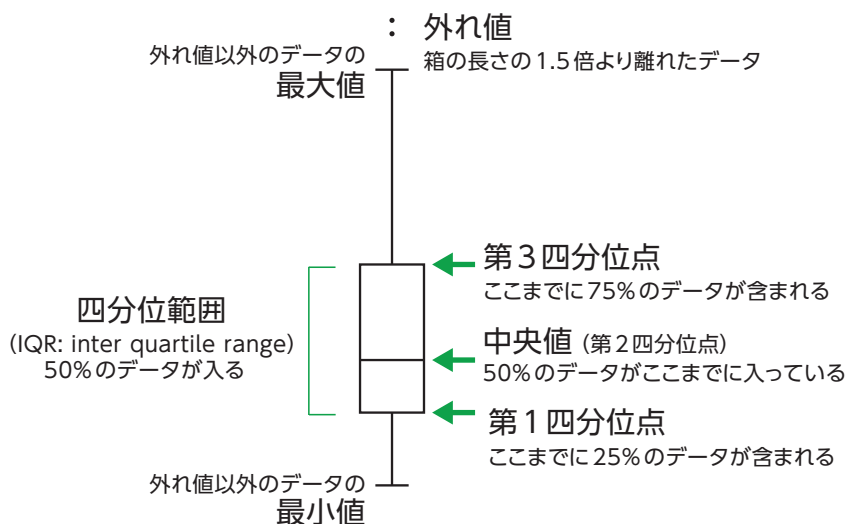 ： 外れ値
箱の長さの1.5倍より離れたデータ
外れ値以外のデータの
最大値
第3四分位点
ここまでに75%のデータが含まれる
四分位範囲
(IQR: inter quartile range)
50%のデータが入る
中央値 (第2四分位点)
50%のデータがここまでに入っている
第1四分位点
ここまでに25%のデータが含まれる
外れ値以外のデータの
最小値